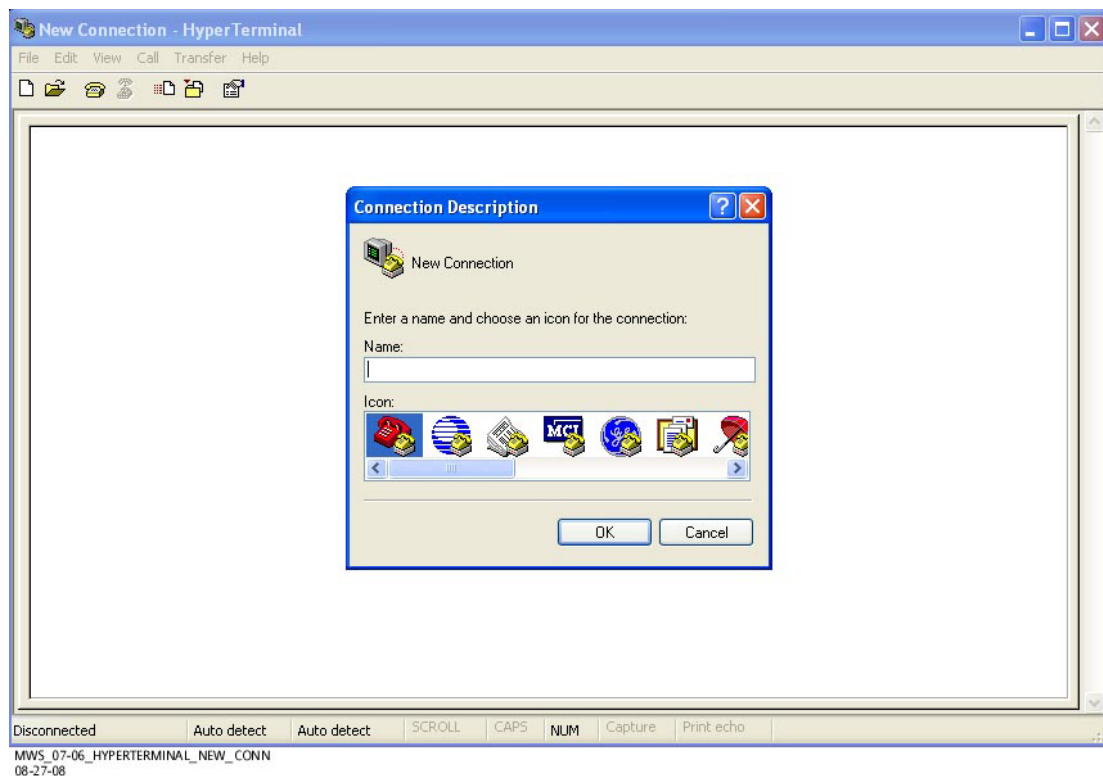 New Connection - HyperTerminal
File Edit View Call Transfer Help
Connection Description
New Connection
Enter a name and choose an icon for the connection:
Name:
Icon:
MCI
OK Cancel
Disconnected Auto detect Auto detect SCROLL CAPS NUM Capture Print echo
MWS_07-06_HYPERTERMINAL_NEW_CONN
08-27-08